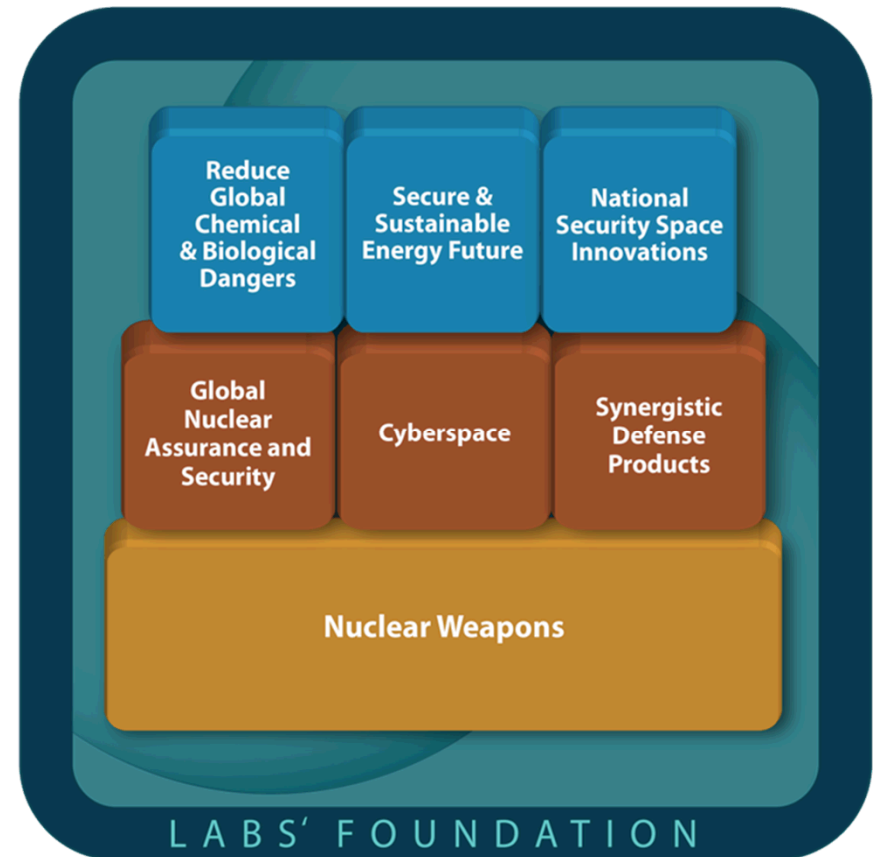 Reduce
Global
Chemical
& Biological
Dangers
Secure &
Sustainable
Energy Future
National
Security Space
Innovations
Global
Nuclear
Assurance and
Security
Cyberspace
Synergistic
Defense
Products
Nuclear Weapons
LABS‘ FOUNDATION